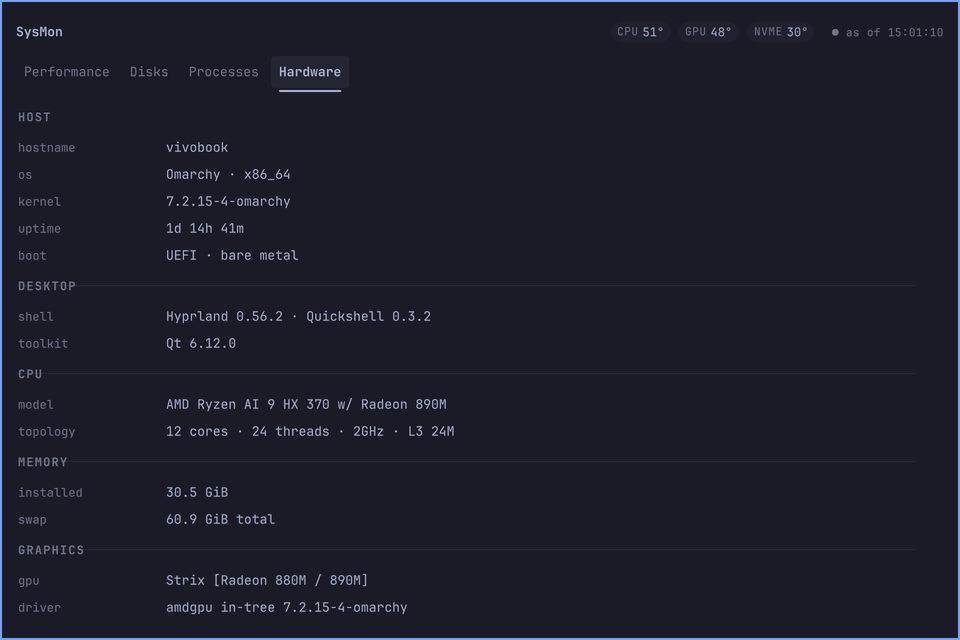 SysMon
CPU 51° GPU 48° NVME 30° ● as of 15:01:10
Performance Disks Processes Hardware
HOST
hostname vivobook
os Omarchy · x86_64
kernel 7.2.15-4-omarchy
uptime 1d 14h 41m
boot UEFI · bare metal
DESKTOP
shell Hyprland 0.56.2 · Quickshell 0.3.2
toolkit Qt 6.12.0
CPU
model AMD Ryzen AI 9 HX 370 w/ Radeon 890M
topology 12 cores · 24 threads · 2GHz · L3 24M
MEMORY
installed 30.5 GiB
swap 60.9 GiB total
GRAPHICS
gpu Strix [Radeon 880M / 890M]
driver amdgpu in-tree 7.2.15-4-omarchy